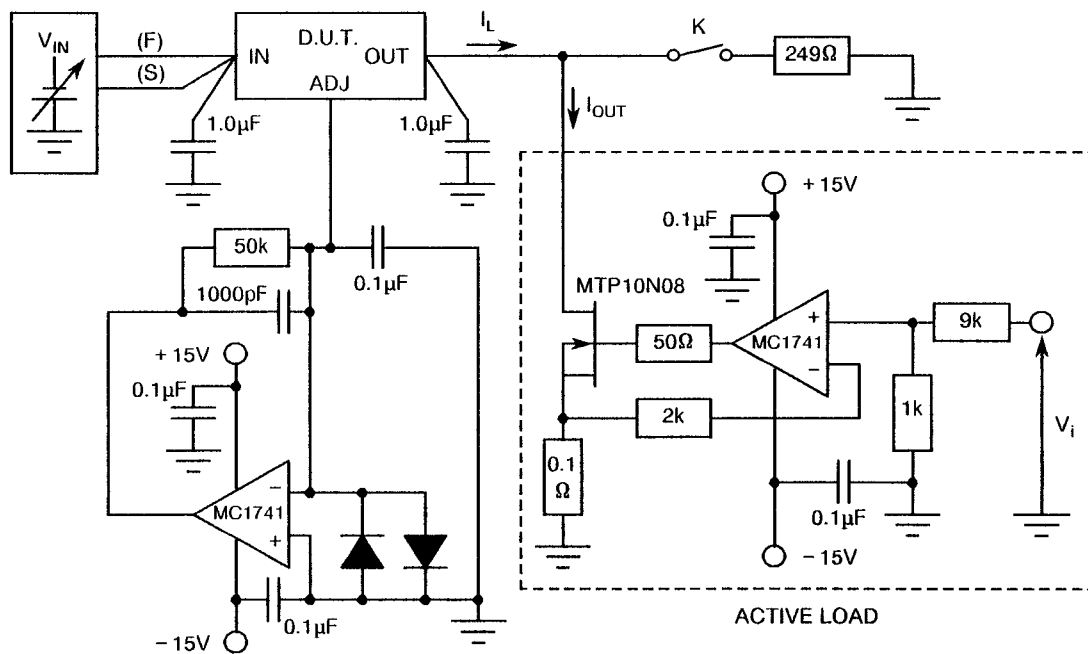 V_IN
(F)
(S)
IN
D.U.T.
OUT
ADJ
I_L
K
249Ω
1.0µF
1.0µF
I_OUT
50k
0.1µF
1000pF
+15V
0.1µF
MC1741
−
+
0.1µF
−15V
+15V
0.1µF
MTP10N08
50Ω
MC1741
+
−
9k
2k
1k
V_i
0.1
Ω
0.1µF
−15V
ACTIVE LOAD